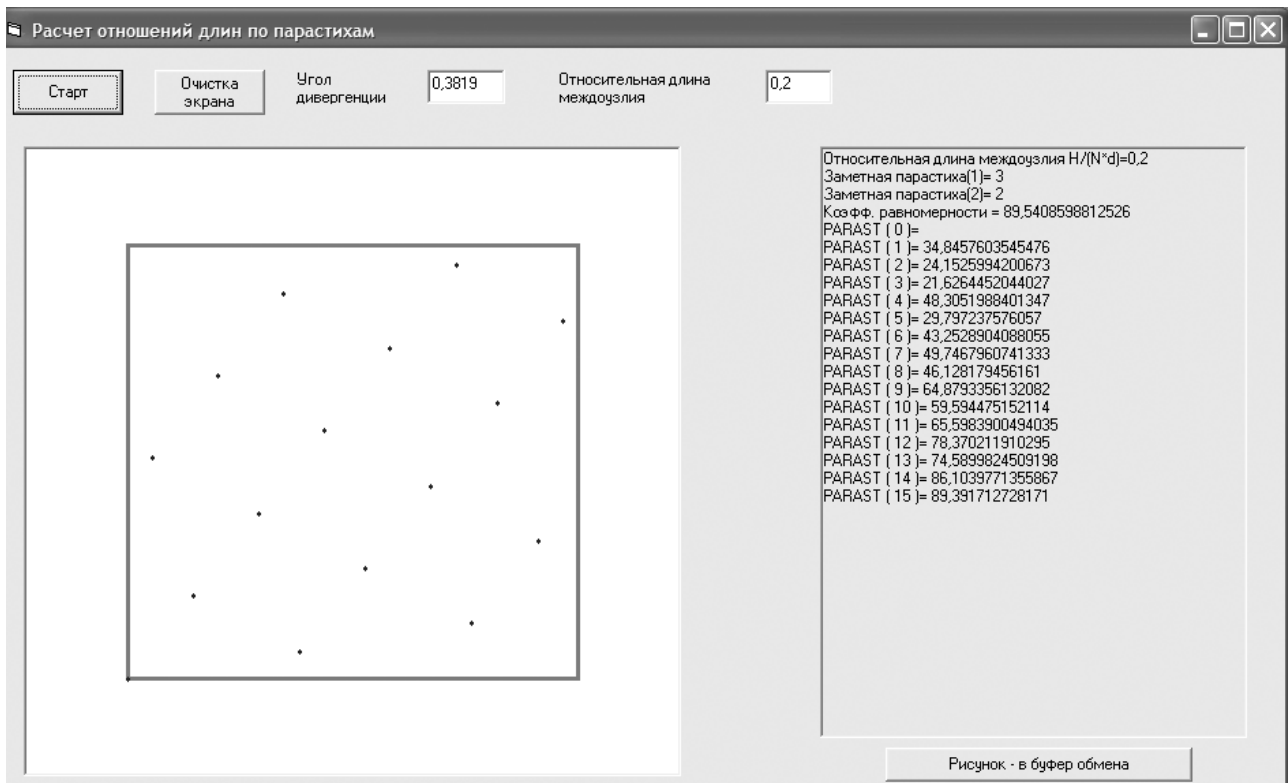 Расчет отношений длин по парастихам
Старт
Очистка
экрана
Угол
дивергенции
0,3819
Относительная длина
междоузлия
0,2
Относительная длина междоузлия H/(N*d)=0,2
Заметная парастиха(1)= 3
Заметная парастиха(2)= 2
Коэфф. равномерности = 89,5408598812526
PARAST ( 0 )=
PARAST ( 1 )= 34,8457603545476
PARAST ( 2 )= 24,1525994200673
PARAST ( 3 )= 21,6264452044027
PARAST ( 4 )= 48,3051988401347
PARAST ( 5 )= 29,797237576057
PARAST ( 6 )= 43,2528904088055
PARAST ( 7 )= 49,7467960741333
PARAST ( 8 )= 46,128179456161
PARAST ( 9 )= 64,8793356132082
PARAST ( 10 )= 59,594475152114
PARAST ( 11 )= 65,5983900494035
PARAST ( 12 )= 78,370211910295
PARAST ( 13 )= 74,5899824509198
PARAST ( 14 )= 86,1039771355867
PARAST ( 15 )= 89,391712728171
Рисунок - в буфер обмена